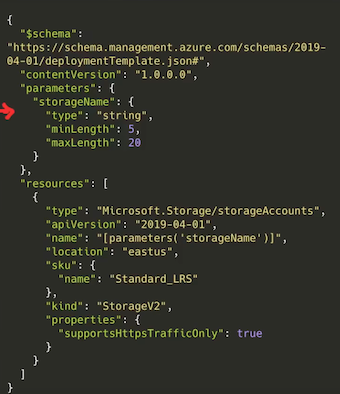 {
"$schema":
"https://schema.management.azure.com/schemas/2019-
04-01/deploymentTemplate.json#",
"contentVersion": "1.0.0.0",
"parameters": {
"storageName": {
"type": "string",
"minLength": 5,
"maxLength": 20
}
},
"resources": [
{
"type": "Microsoft.Storage/storageAccounts",
"apiVersion": "2019-04-01",
"name": "[parameters('storageName')]",
"location": "eastus",
"sku": {
"name": "Standard_LRS"
},
"kind": "StorageV2",
"properties": {
"supportsHttpsTrafficOnly": true
}
}
]
}